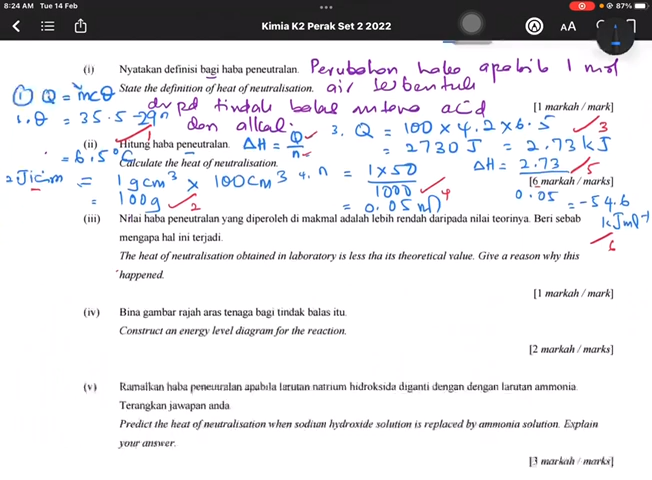 8:24 AM Tue 14 Feb
87%
Kimia K2 Perak Set 2 2022
AA
(i) Nyatakan definisi bagi haba peneutralan. Perubahan haba apabila 1 mol
State the definition of heat of neutralisation. air terbentuk
① Q = mcθ
drpd tindak balas antara acid
[1 markah / mark]
1. θ = 35.5 - 29
dan alkali
(ii) Hitung haba peneutralan. ΔH = Q/n
3. Q = 100 × 4.2 × 6.5 3
= 6.5°C
Calculate the heat of neutralisation.
= 2730 J = 2.73 kJ
ΔH = 2.73/0.05 5
[6 markah / marks]
2. Jisim = 1 gcm³ × 100cm³
4. n = 1×50/1000 4
= 100g 2
= 0.05 mol
= -54.6
kJmol⁻¹
6
(iii) Nilai haba peneutralan yang diperoleh di makmal adalah lebih rendah daripada nilai teorinya. Beri sebab
mengapa hal ini terjadi.
The heat of neutralisation obtained in laboratory is less tha its theoretical value. Give a reason why this
happened.
[1 markah / mark]
(iv) Bina gambar rajah aras tenaga bagi tindak balas itu.
Construct an energy level diagram for the reaction.
[2 markah / marks]
(v) Ramalkan haba peneutralan apabila larutan natrium hidroksida diganti dengan dengan larutan ammonia.
Terangkan jawapan anda
Predict the heat of neutralisation when sodium hydroxide solution is replaced by ammonia solution. Explain
your answer.
[3 markah / marks]